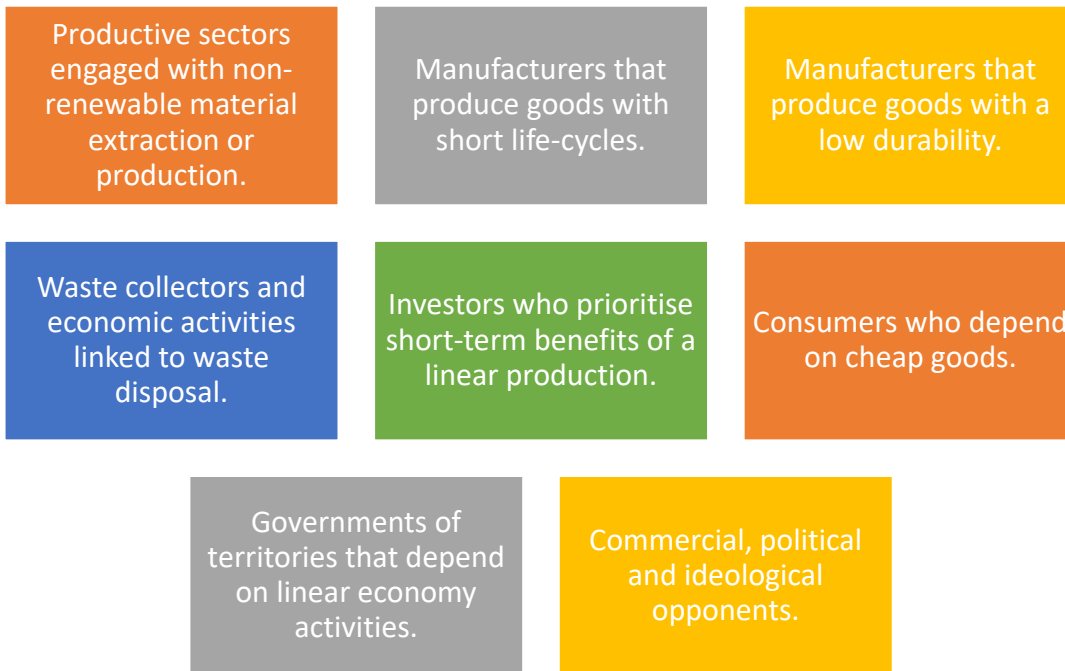 Productive sectors
engaged with non-
renewable material
extraction or
production.
Manufacturers that
produce goods with
short life-cycles.
Manufacturers that
produce goods with a
low durability.
Waste collectors and
economic activities
linked to waste
disposal.
Investors who prioritise
short-term benefits of a
linear production.
Consumers who depend
on cheap goods.
Governments of
territories that depend
on linear economy
activities.
Commercial, political
and ideological
opponents.